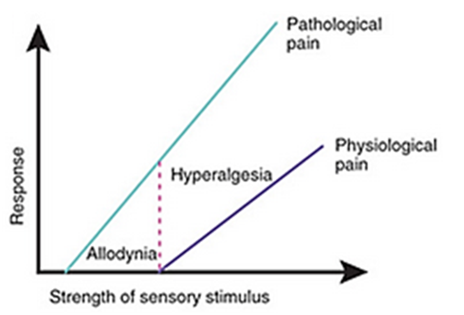 Pathological
pain
Physiological
pain
Hyperalgesia
Allodynia
Response
Strength of sensory stimulus